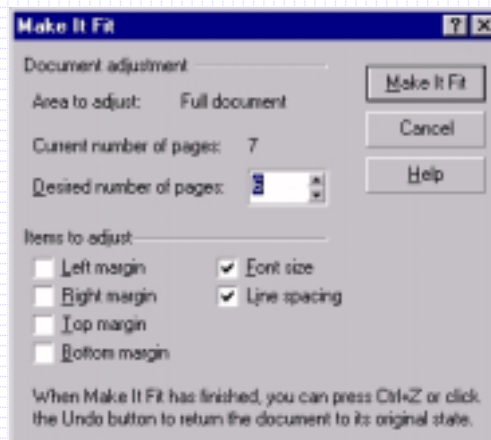 Make It Fit
Document adjustment
Area to adjust: Full document
Make It Fit
Current number of pages: 7
Cancel
Desired number of pages:
Help
Items to adjust
Left margin Font size
Right margin Line spacing
Top margin
Bottom margin
When Make It Fit has finished, you can press Ctrl+Z or click
the Undo button to return the document to its original state.